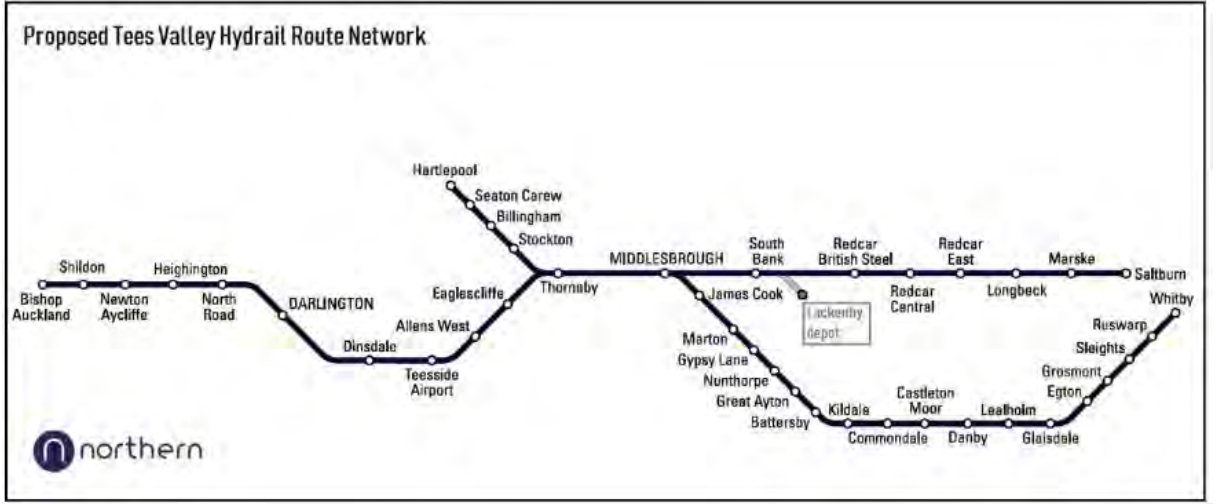 Proposed Tees Valley Hydrail Route Network
Hartlepool
Seaton Carew
Billingham
Stockton
Shildon
Heighington
Bishop
Auckland
Newton
Aycliffe
North
Road
DARLINGTON
Dinsdale
Teesside
Airport
Allens West
Eaglescliffe
Thornaby
MIDDLESBROUGH
South
Bank
Redcar
British Steel
Redcar
Central
Redcar
East
Longbeck
Marske
Saltburn
Lackenby
depot
James Cook
Marton
Gypsy Lane
Nunthorpe
Great Ayton
Battersby
Kildale
Commondale
Castleton
Moor
Danby
Lealholm
Glaisdale
Egton
Grosmont
Sleights
Ruswarp
Whitby
northern